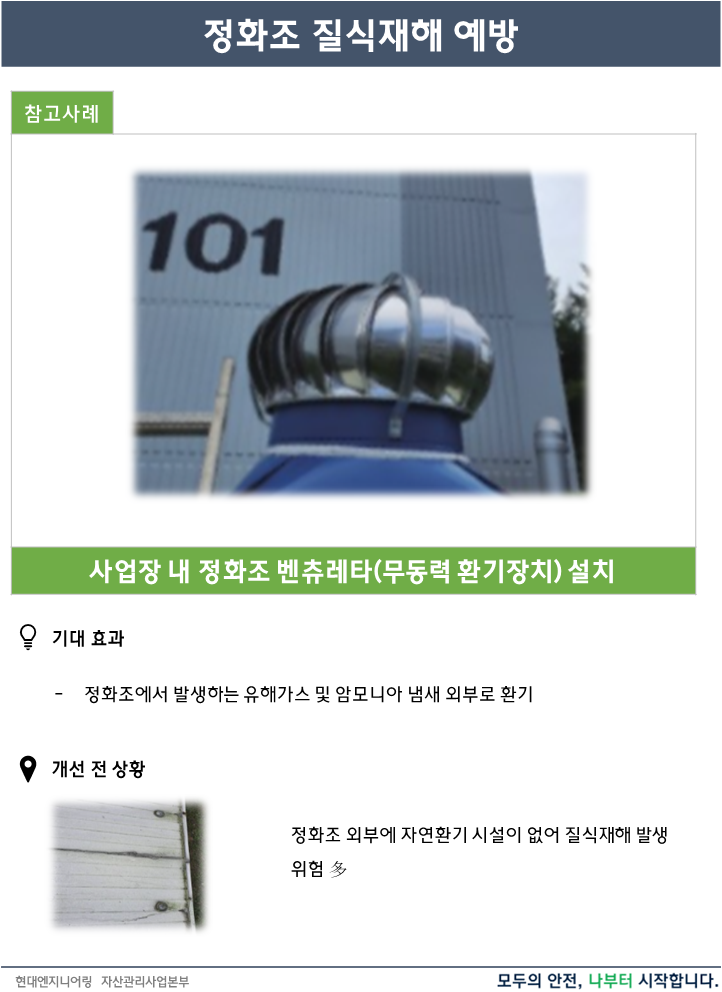 정화조 질식재해 예방
참고사례
101
사업장 내 정화조 벤츄레타(무동력 환기장치) 설치
기대 효과
- 정화조에서 발생하는 유해가스 및 암모니아 냄새 외부로 환기
개선 전 상황
정화조 외부에 자연환기 시설이 없어 질식재해 발생
위험 多
현대엔지니어링 자산관리사업본부
모두의 안전, 나부터 시작합니다.